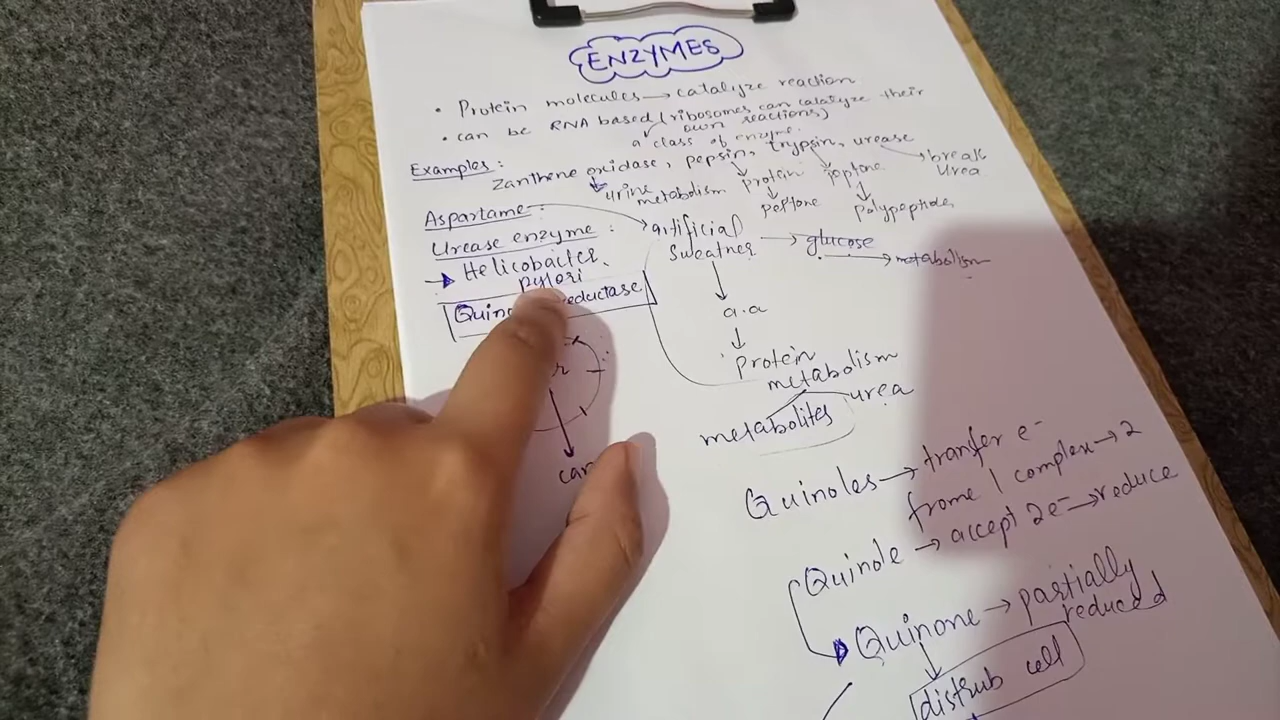 ENZYMES
• Protein molecules → catalyze reaction
• can be RNA based (ribosomes can catalyze their
own reactions)
a class of enzyme.
Examples:
Zanthene oxidase, pepsin, trypsin, urease
urine metabolism
protein
peptone
peptone
polypeptides
break
Urea
Aspartame:
artificial
Sweatner → glucose
→ metabolism
Urease enzyme:
→ Helicobacter
pylori
reductase
a.a
Protein
metabolism
metabolites
urea
Quinoles → transfer e-
frome 1 complex → 2
Quinole → accept 2e- → reduce
Quinone → partially
reduced
distrub cell